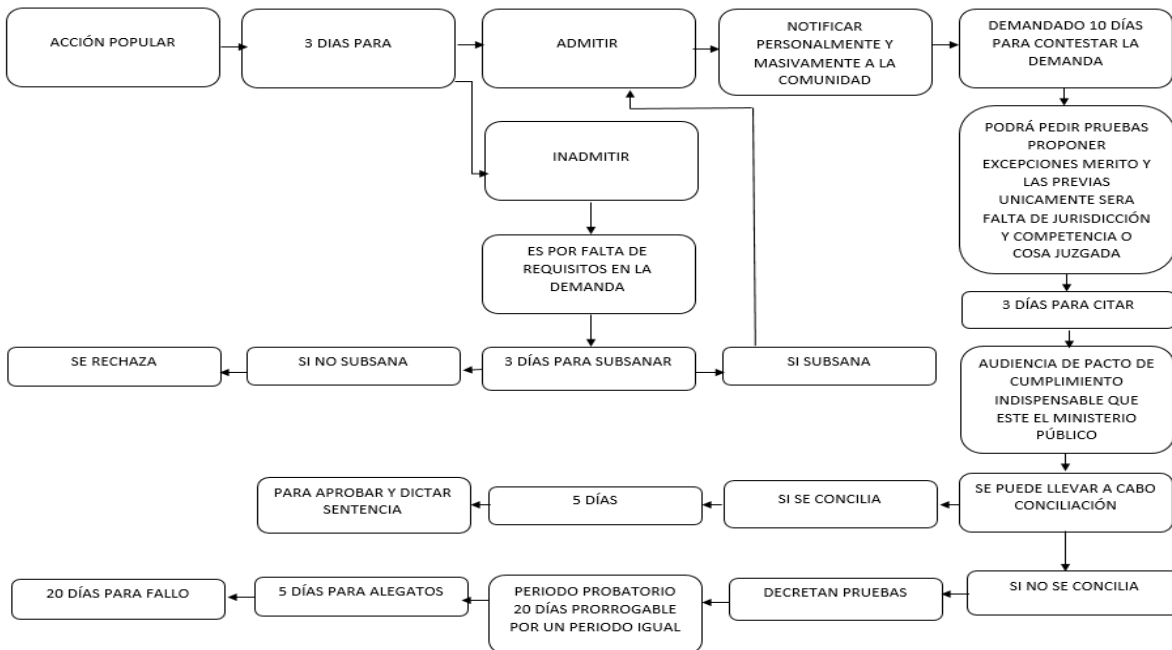 ACCIÓN POPULAR
3 DIAS PARA
ADMITIR
NOTIFICAR
PERSONALMENTE Y
MASIVAMENTE A LA
COMUNIDAD
DEMANDADO 10 DÍAS
PARA CONTESTAR LA
DEMANDA
INADMITIR
PODRÁ PEDIR PRUEBAS
PROPONER
EXCEPCIONES MERITO Y
LAS PREVIAS
UNICAMENTE SERA
FALTA DE JURISDICCIÓN
Y COMPETENCIA O
COSA JUZGADA
ES POR FALTA DE
REQUISITOS EN LA
DEMANDA
3 DÍAS PARA CITAR
SE RECHAZA
SI NO SUBSANA
3 DÍAS PARA SUBSANAR
SI SUBSANA
AUDIENCIA DE PACTO DE
CUMPLIMIENTO
INDISPENSABLE QUE
ESTE EL MINISTERIO
PÚBLICO
PARA APROBAR Y DICTAR
SENTENCIA
5 DÍAS
SI SE CONCILIA
SE PUEDE LLEVAR A CABO
CONCILIACIÓN
20 DÍAS PARA FALLO
5 DÍAS PARA ALEGATOS
PERIODO PROBATORIO
20 DÍAS PRORROGABLE
POR UN PERIODO IGUAL
DECRETAN PRUEBAS
SI NO SE CONCILIA